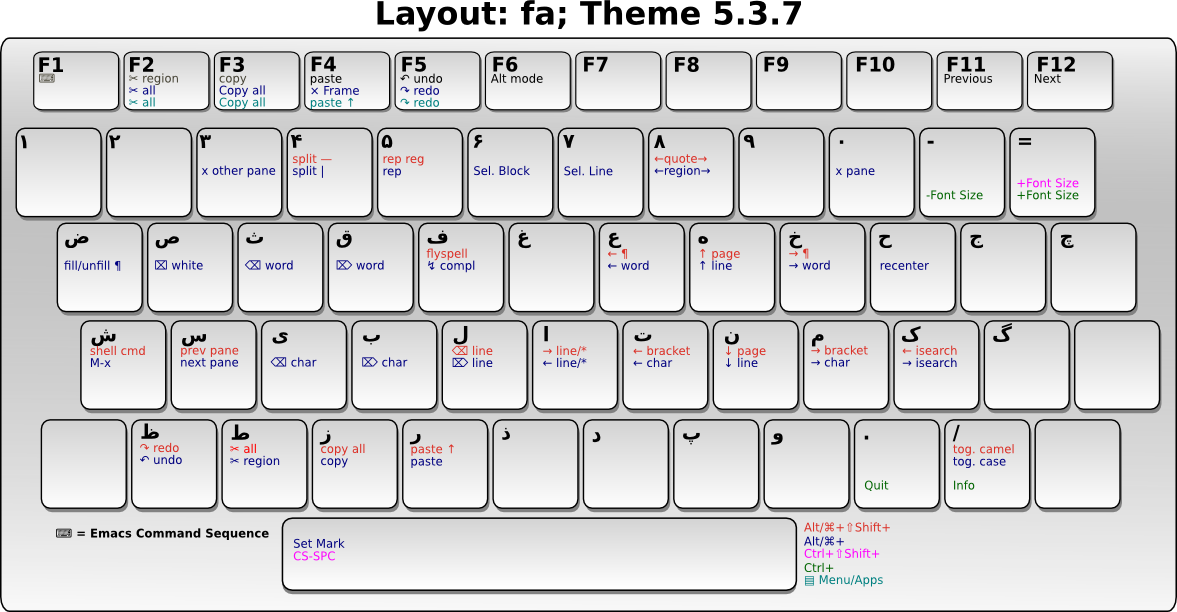 Layout: fa; Theme 5.3.7
F1
⌨
F2
✂ region
✂ all
✂ all
F3
copy
Copy all
Copy all
F4
paste
× Frame
paste ↑
F5
↶ undo
↷ redo
↷ redo
F6
Alt mode
F7
F8
F9
F10
F11
Previous
F12
Next
۱
۲
۳
x other pane
۴
split —
split |
۵
rep reg
rep
۶
Sel. Block
۷
Sel. Line
۸
←quote→
←region→
۹
۰
x pane
-
-Font Size
=
+Font Size
+Font Size
ض
fill/unfill ¶
ص
⌧ white
ث
⌫ word
ق
⌦ word
ف
flyspell
↯ compl
غ
ع
← ¶
← word
ه
↑ page
↑ line
خ
→ ¶
→ word
ح
recenter
ج
چ
ش
shell cmd
M-x
س
prev pane
next pane
ی
⌫ char
ب
⌦ char
ل
⌫ line
⌦ line
ا
→ line/*
← line/*
ت
← bracket
← char
ن
↓ page
↓ line
م
→ bracket
→ char
ک
← isearch
→ isearch
گ
ظ
↷ redo
↶ undo
ط
✂ all
✂ region
ز
copy all
copy
ر
paste ↑
paste
ذ
د
پ
و
.
Quit
/
tog. camel
tog. case
Info
⌨ = Emacs Command Sequence
Set Mark
CS-SPC
Alt/⌘+⇧Shift+
Alt/⌘+
Ctrl+⇧Shift+
Ctrl+
▤ Menu/Apps